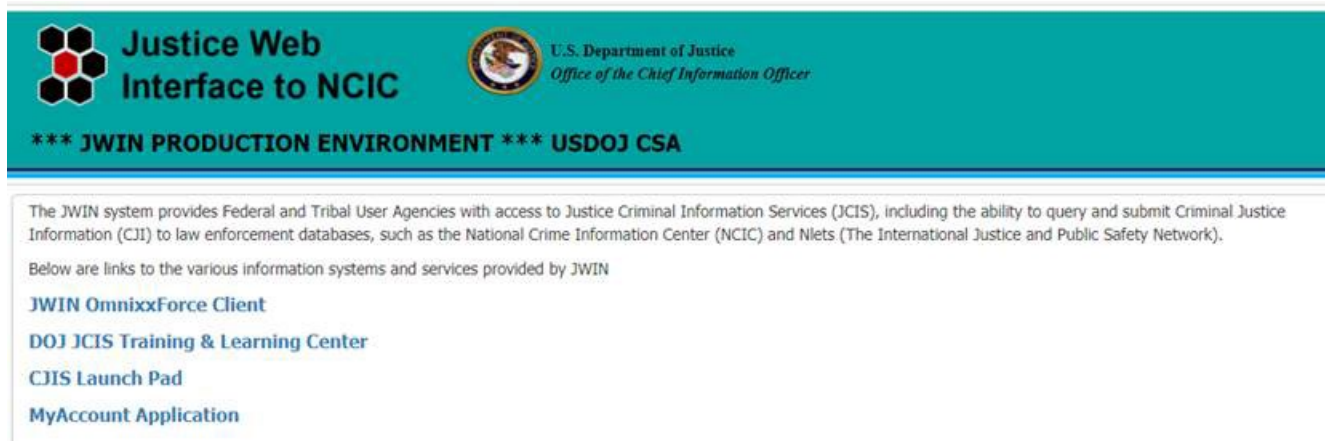 Justice Web
Interface to NCIC
U.S. Department of Justice
Office of the Chief Information Officer
*** JWIN PRODUCTION ENVIRONMENT *** USDOJ CSA
The JWIN system provides Federal and Tribal User Agencies with access to Justice Criminal Information Services (JCIS), including the ability to query and submit Criminal Justice
Information (CJI) to law enforcement databases, such as the National Crime Information Center (NCIC) and Nlets (The International Justice and Public Safety Network).
Below are links to the various information systems and services provided by JWIN
JWIN OmnixxForce Client
DOJ JCIS Training & Learning Center
CJIS Launch Pad
MyAccount Application